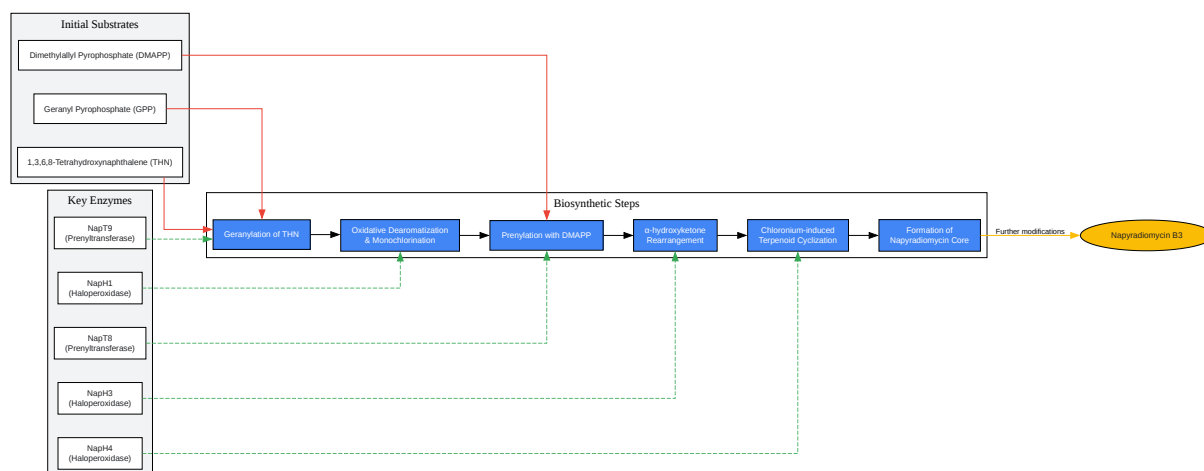 Initial Substrates
Dimethylallyl Pyrophosphate (DMAPP)
Geranyl Pyrophosphate (GPP)
1,3,6,8-Tetrahydroxynaphthalene (THN)
Key Enzymes
NapT9
(Prenyltransferase)
NapH1
(Haloperoxidase)
NapT8
(Prenyltransferase)
NapH3
(Haloperoxidase)
NapH4
(Haloperoxidase)
Biosynthetic Steps
Geranylation of THN
Oxidative Dearomatization
& Monochlorination
Prenylation with DMAPP
α-hydroxyketone
Rearrangement
Chloronium-induced
Terpenoid Cyclization
Formation of
Napyradiomycin Core
Further modifications
Napyradiomycin B3